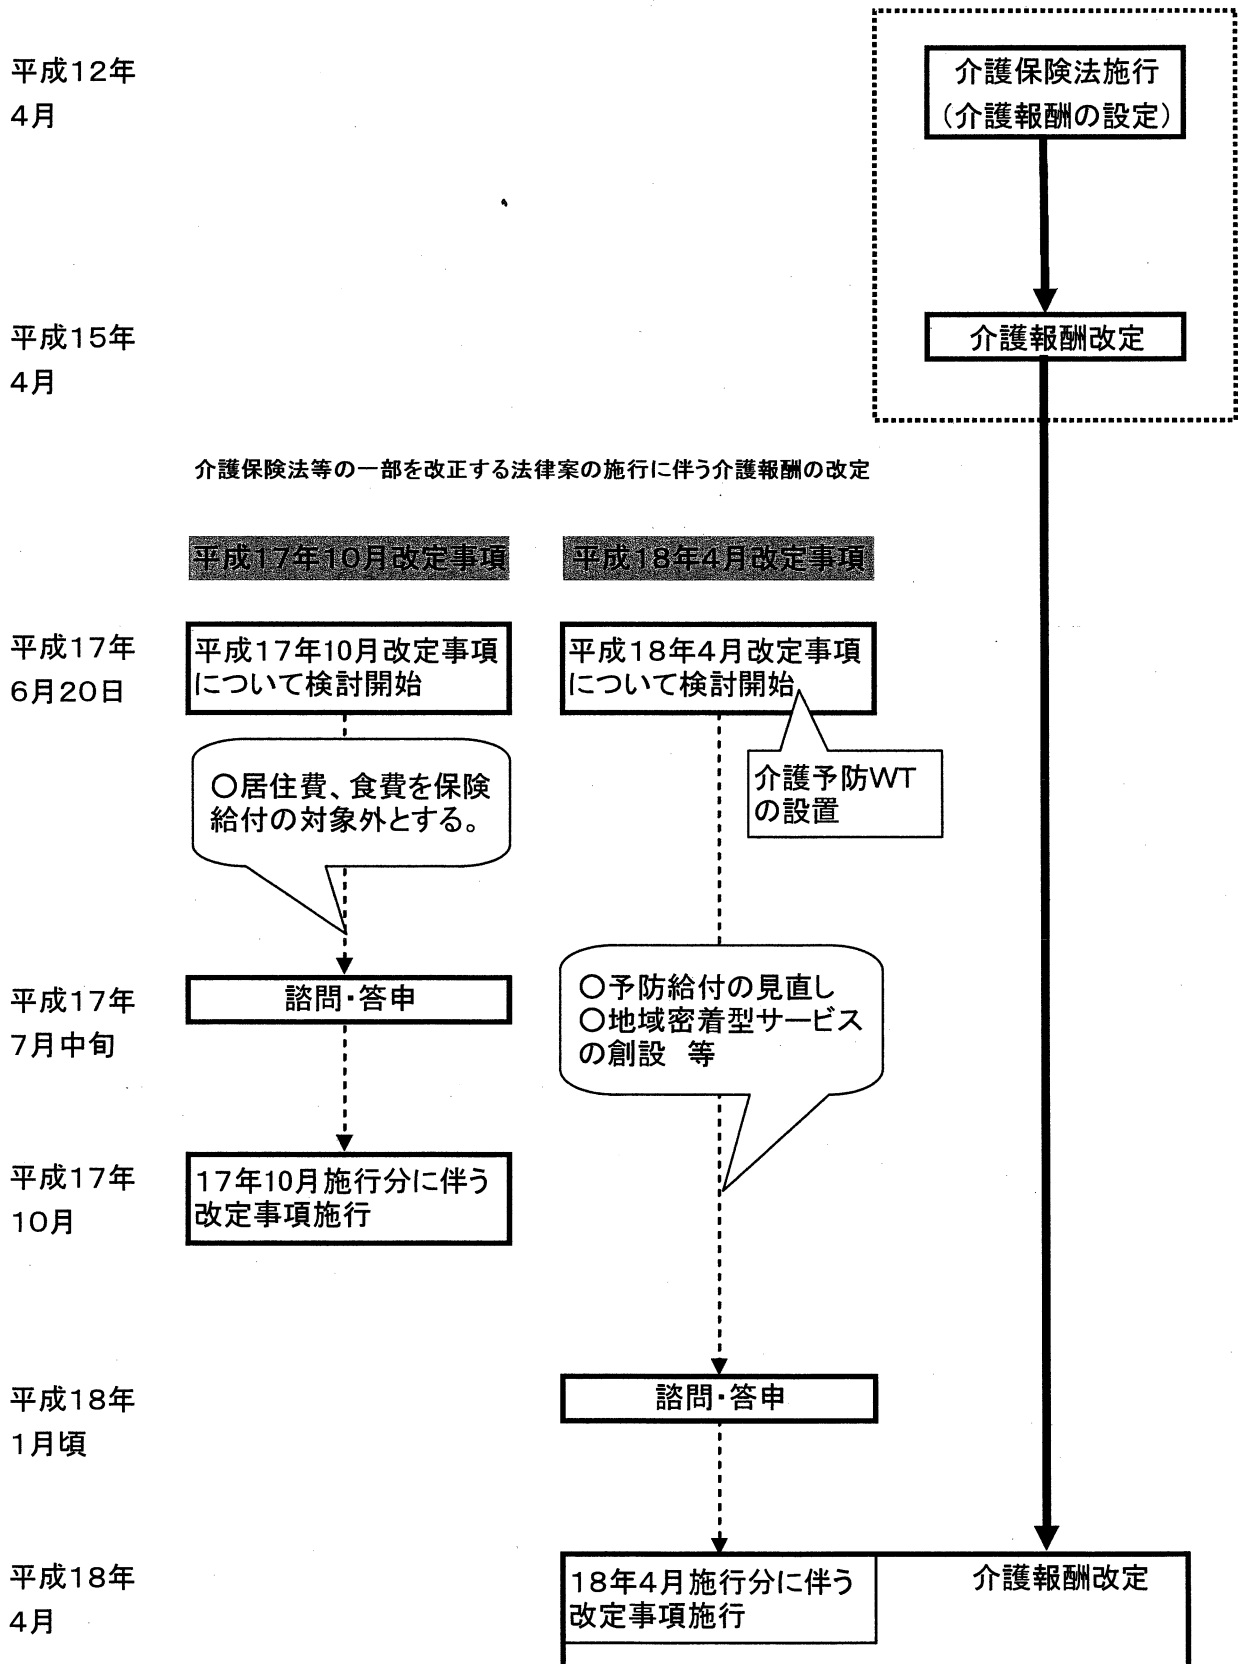 平成12年
4月
介護保険法施行
（介護報酬の設定）
平成15年
4月
介護報酬改定
介護保険法等の一部を改正する法律案の施行に伴う介護報酬の改定
平成17年10月改定事項
平成18年4月改定事項
平成17年
6月20日
平成17年10月改定事項
について検討開始
平成18年4月改定事項
について検討開始
○居住費、食費を保険
給付の対象外とする。
介護予防WT
の設置
平成17年
7月中旬
諮問・答申
○予防給付の見直し
○地域密着型サービス
の創設　等
平成17年
10月
17年10月施行分に伴う
改定事項施行
平成18年
1月頃
諮問・答申
平成18年
4月
18年4月施行分に伴う
改定事項施行
介護報酬改定